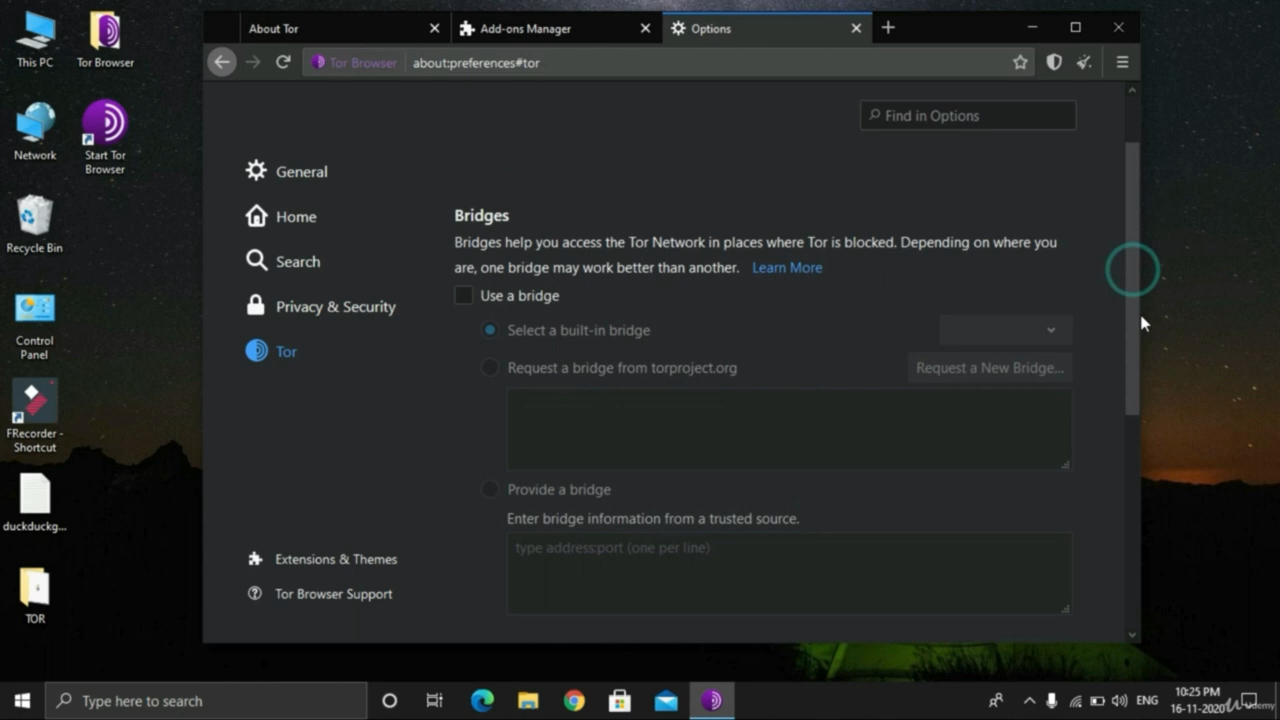 This PC
Tor Browser
Network
Start Tor
Browser
Recycle Bin
Control
Panel
FRecorder -
Shortcut
duckduckg...
TOR
About Tor
Add-ons Manager
Options
Tor Browser
about:preferences#tor
Find in Options
General
Home
Search
Privacy & Security
Tor
Extensions & Themes
Tor Browser Support
Bridges
Bridges help you access the Tor Network in places where Tor is blocked. Depending on where you
are, one bridge may work better than another. Learn More
Use a bridge
Select a built-in bridge
Request a bridge from torproject.org
Request a New Bridge...
Provide a bridge
Enter bridge information from a trusted source.
type address:port (one per line)
Type here to search
ENG
10:25 PM
16-11-2020